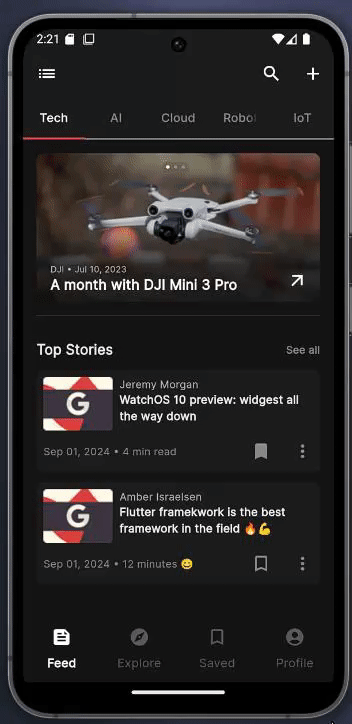 2:21
Tech AI Cloud Robo IoT
DJI • Jul 10, 2023
A month with DJI Mini 3 Pro
Top Stories See all
G
Jeremy Morgan
WatchOS 10 preview: widgest all
the way down
Sep 01, 2024 • 4 min read
G
Amber Israelsen
Flutter framekwork is the best
framework in the field 🔥💪
Sep 01, 2024 • 12 minutes 😄
Feed Explore Saved Profile